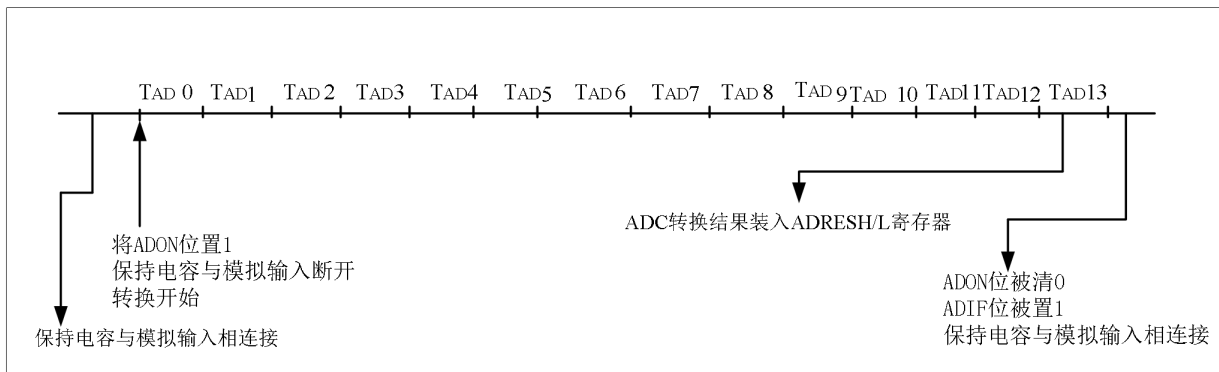 TAD 0 TAD1 TAD 2 TAD3 TAD4 TAD5 TAD6 TAD7 TAD 8 TAD 9 TAD 10 TAD11 TAD12 TAD13
ADC转换结果装入ADRESH/L寄存器
将ADON位置1
保持电容与模拟输入断开
转换开始
ADON位被清0
ADIF位被置1
保持电容与模拟输入相连接
保持电容与模拟输入相连接